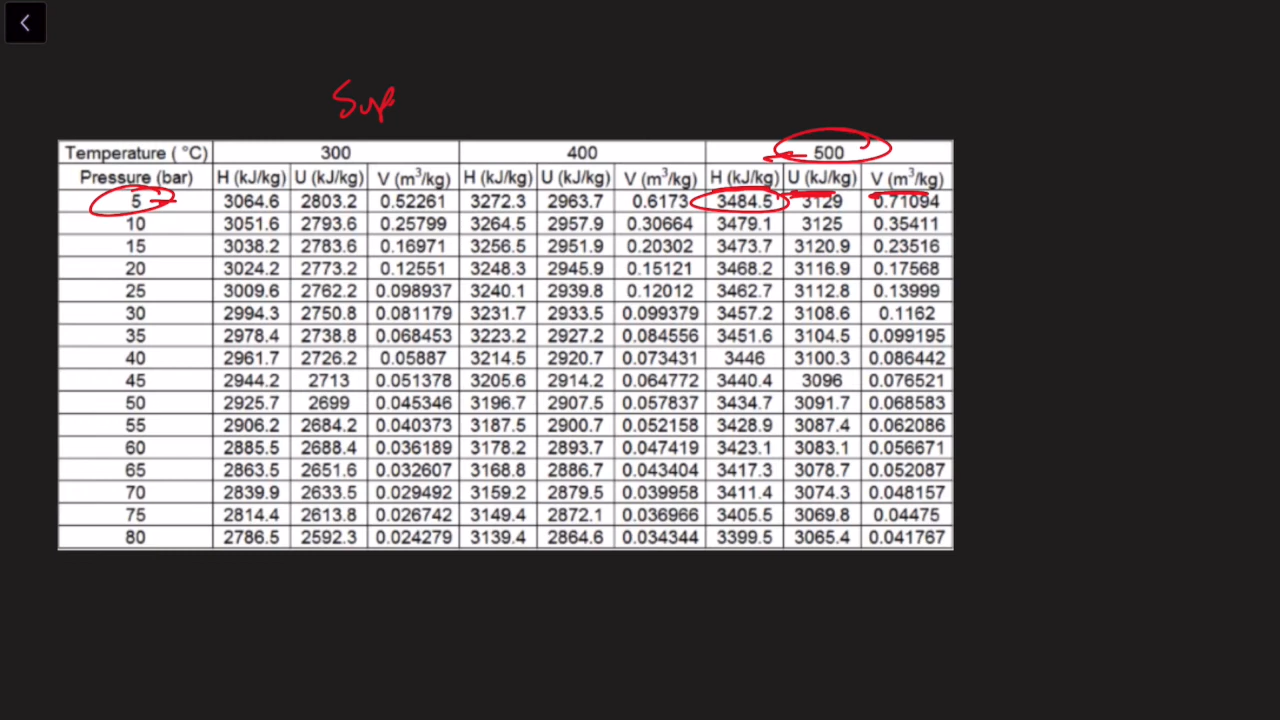 Sup
Temperature ( °C) 300 400 500
Pressure (bar) H (kJ/kg) U (kJ/kg) V (m³/kg) H (kJ/kg) U (kJ/kg) V (m³/kg) H (kJ/kg) U (kJ/kg) V (m³/kg)
5 3064.6 2803.2 0.52261 3272.3 2963.7 0.6173 3484.5 3129 0.71094
10 3051.6 2793.6 0.25799 3264.5 2957.9 0.30664 3479.1 3125 0.35411
15 3038.2 2783.6 0.16971 3256.5 2951.9 0.20302 3473.7 3120.9 0.23516
20 3024.2 2773.2 0.12551 3248.3 2945.9 0.15121 3468.2 3116.9 0.17568
25 3009.6 2762.2 0.098937 3240.1 2939.8 0.12012 3462.7 3112.8 0.13999
30 2994.3 2750.8 0.081179 3231.7 2933.5 0.099379 3457.2 3108.6 0.1162
35 2978.4 2738.8 0.068453 3223.2 2927.2 0.084556 3451.6 3104.5 0.099195
40 2961.7 2726.2 0.05887 3214.5 2920.7 0.073431 3446 3100.3 0.086442
45 2944.2 2713 0.051378 3205.6 2914.2 0.064772 3440.4 3096 0.076521
50 2925.7 2699 0.045346 3196.7 2907.5 0.057837 3434.7 3091.7 0.068583
55 2906.2 2684.2 0.040373 3187.5 2900.7 0.052158 3428.9 3087.4 0.062086
60 2885.5 2688.4 0.036189 3178.2 2893.7 0.047419 3423.1 3083.1 0.056671
65 2863.5 2651.6 0.032607 3168.8 2886.7 0.043404 3417.3 3078.7 0.052087
70 2839.9 2633.5 0.029492 3159.2 2879.5 0.039958 3411.4 3074.3 0.048157
75 2814.4 2613.8 0.026742 3149.4 2872.1 0.036966 3405.5 3069.8 0.04475
80 2786.5 2592.3 0.024279 3139.4 2864.6 0.034344 3399.5 3065.4 0.041767